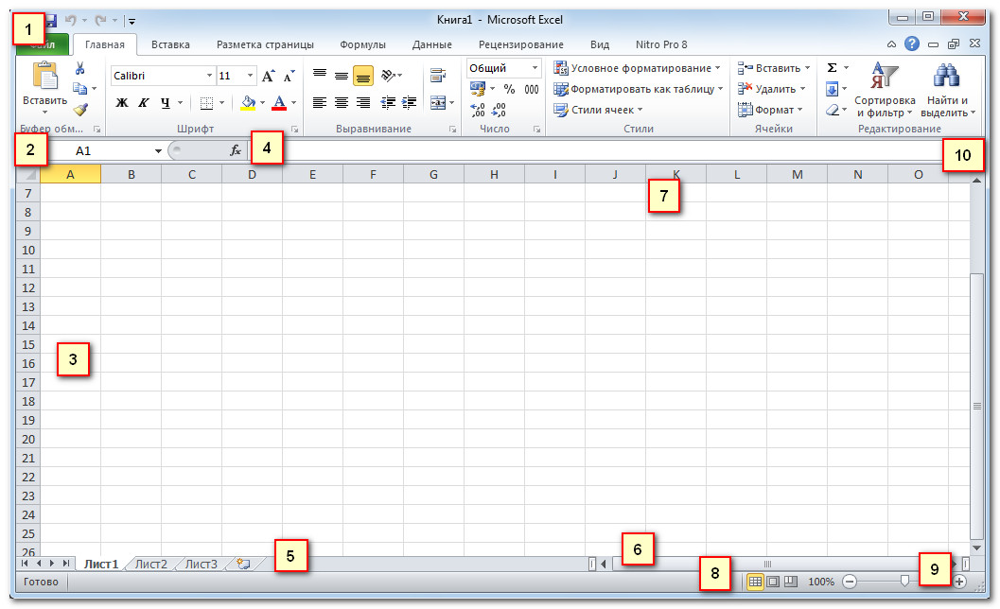 1
Книга1 - Microsoft Excel
Главная Вставка Разметка страницы Формулы Данные Рецензирование Вид Nitro Pro 8
Вставить
Буфер обм...
Calibri 11
Ж К Ч
Шрифт
Выравнивание
Общий
% 000
Число
Условное форматирование
Форматировать как таблицу
Стили ячеек
Стили
Вставить
Удалить
Формат
Ячейки
Σ
Сортировка
и фильтр
Найти и
выделить
Редактирование
2 A1 fx 4 10
A B C D E F G H I J K L M N O
7
7
8
9
10
11
12
13
14
15
3
16
17
18
19
20
21
22
23
24
25
26
Лист1 Лист2 Лист3 5 6
Готово 8 100% 9